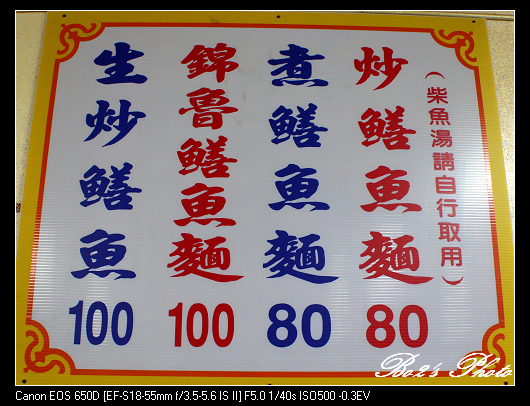 (柴魚湯請自行取用)
炒鱔魚麵 80
煮鱔魚麵 80
錦魯鱔魚麵 100
生炒鱔魚 100
Bo2's Photo
Canon EOS 650D [EF-S18-55mm f/3.5-5.6 IS II] F5.0 1/40s ISO500 -0.3EV